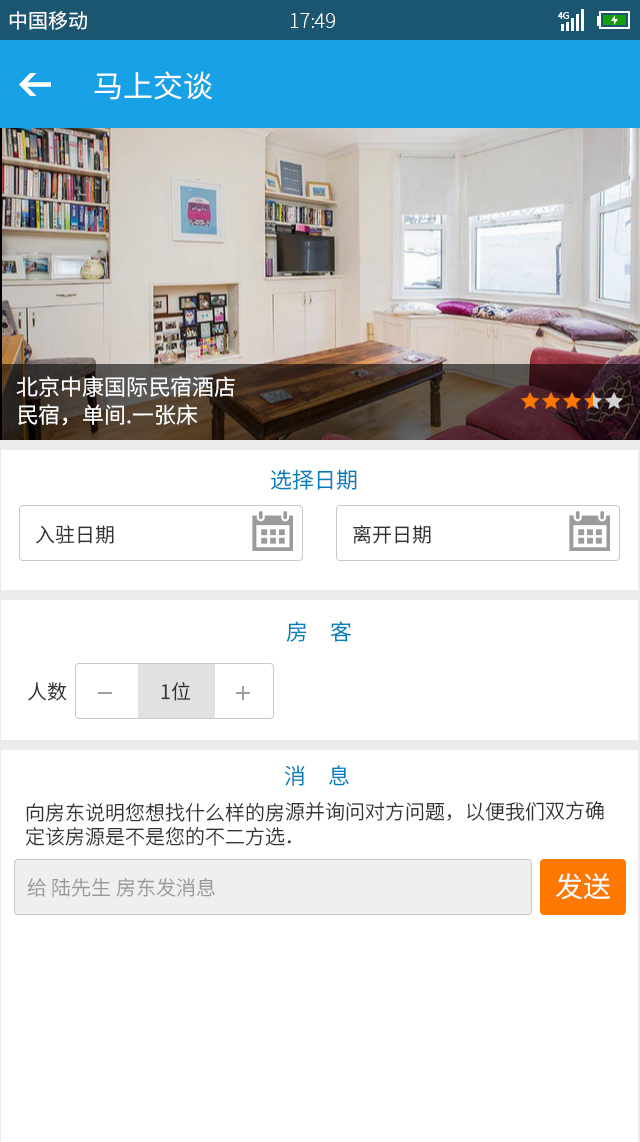 中国移动 17:49 4G
马上交谈
北京中康国际民宿酒店
民宿，单间.一张床
选择日期
入驻日期 离开日期
房 客
人数 － 1位 ＋
消 息
向房东说明您想找什么样的房源并询问对方问题，以便我们双方确
定该房源是不是您的不二方选.
给 陆先生 房东发消息 发送